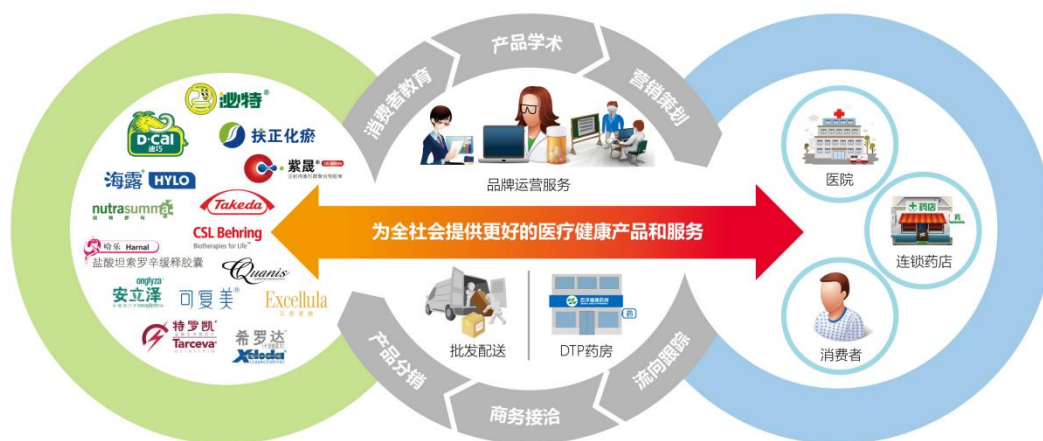 泌特®
D-Cal
迪巧
扶正化瘀
海露 HYLO
紫晟®
nutrasumma
Takeda
CSL Behring
Biotherapies for Life™
哈乐 Harnal
盐酸坦索罗辛缓释胶囊
Quanis
onglyza
安立泽
可复美®
Excellula
特罗凯®
Tarceva
希罗达®
Xeloda
消费者教育
产品学术
营销策划
品牌运营服务
为全社会提供更好的医疗健康产品和服务
批发配送
药
DTP药房
产品分销
商务接洽
流向跟踪
医院
药店
药
连锁药店
消费者